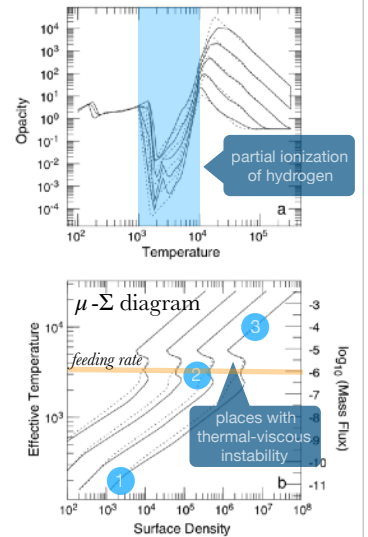 10⁵
10⁴
10³
10²
10¹
10⁰
10⁻¹
10⁻²
10⁻³
10⁻⁴
Opacity
partial ionization
of hydrogen
a
10² 10³ 10⁴ 10⁵
Temperature
μ -Σ diagram
10⁴
10³
Effective Temperature
feeding rate
1
2
3
places with
thermal-viscous
instability
b
-3
-4
-5
-6
-7
-8
-9
-10
-11
log₁₀ (Mass Flux)
10² 10³ 10⁴ 10⁵ 10⁶ 10⁷ 10⁸
Surface Density